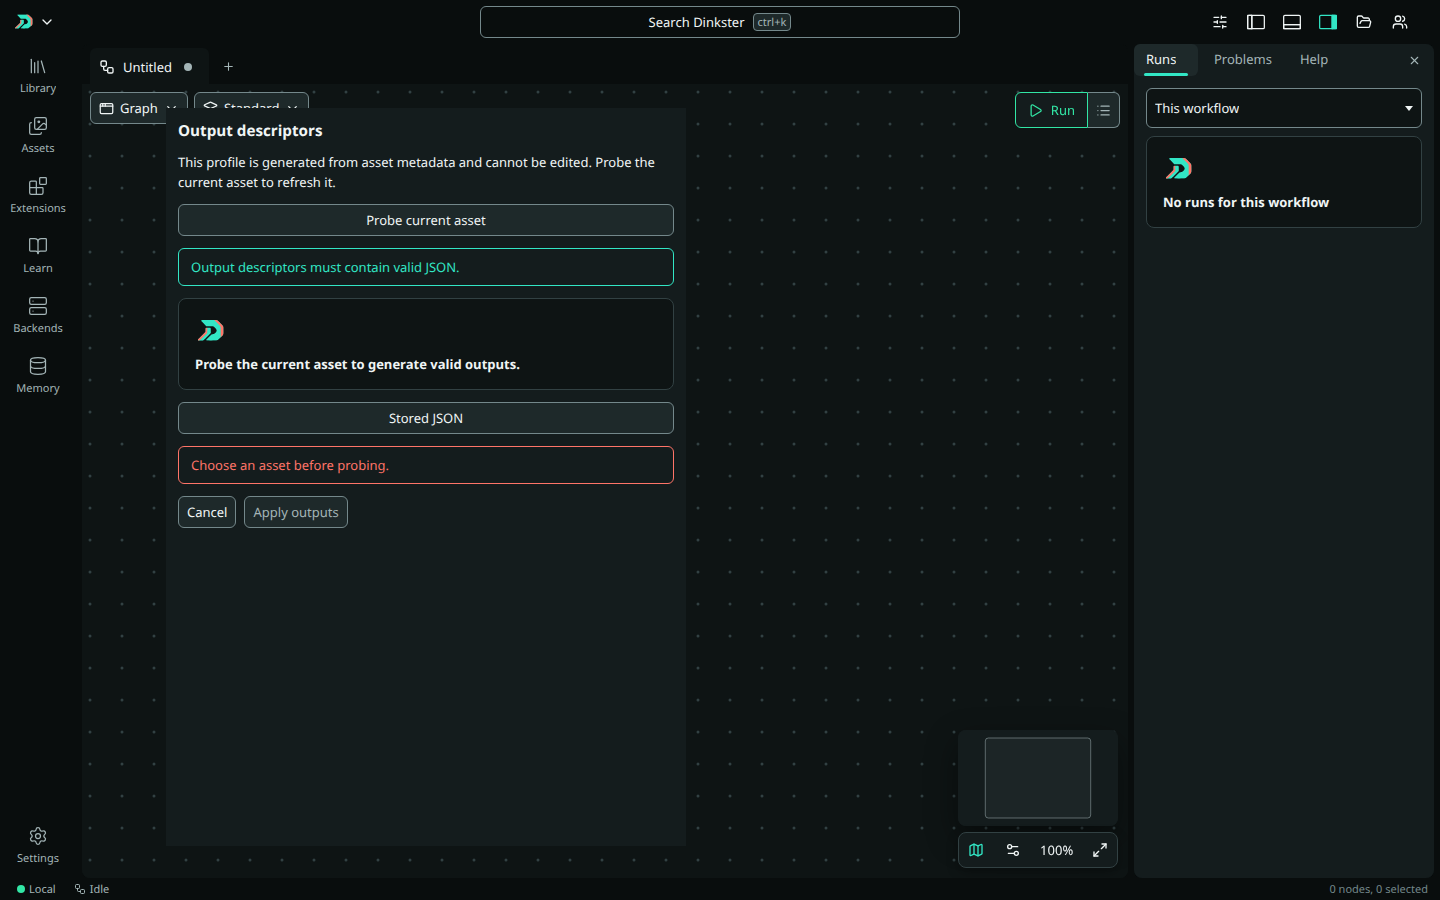 Search Dinkster ctrl+k
Library
Assets
Extensions
Learn
Backends
Memory
Settings
Untitled
Graph
Standard
Run
Output descriptors
This profile is generated from asset metadata and cannot be edited. Probe the
current asset to refresh it.
Probe current asset
Output descriptors must contain valid JSON.
Probe the current asset to generate valid outputs.
Stored JSON
Choose an asset before probing.
Cancel
Apply outputs
100%
Runs
Problems
Help
This workflow
No runs for this workflow
Local
Idle
0 nodes, 0 selected